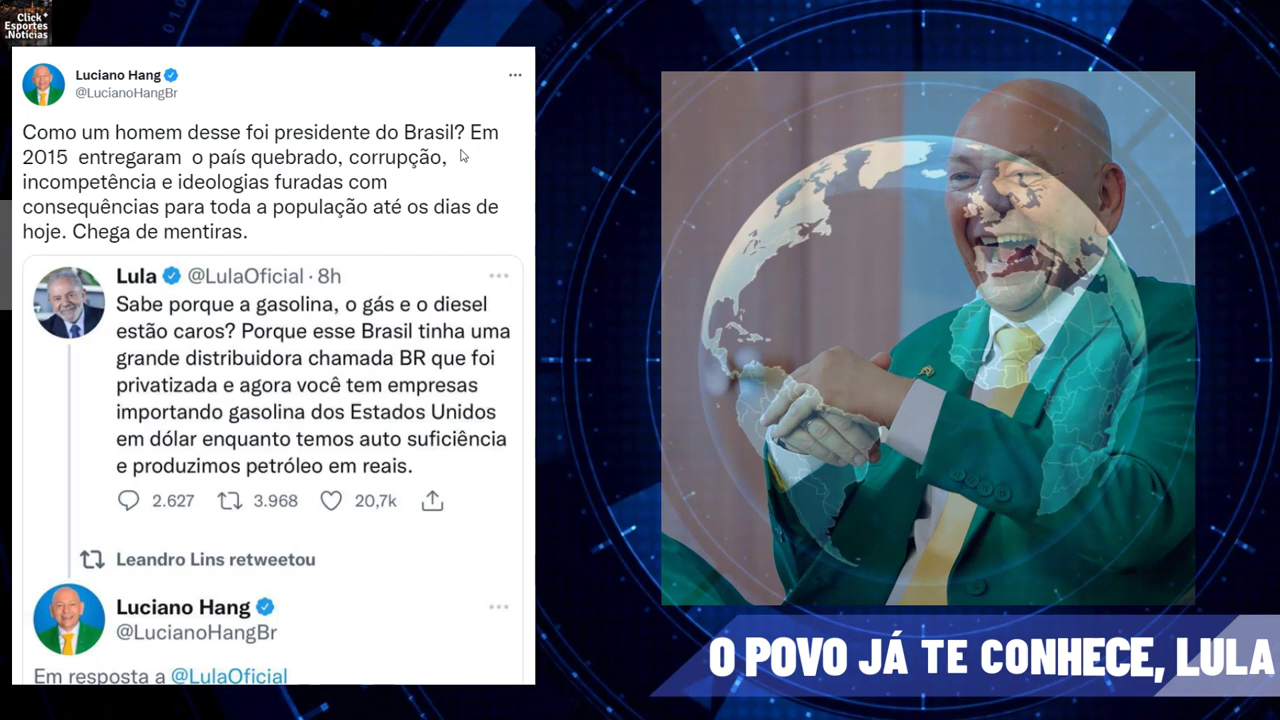 Click
Esportes
.Notícias
Luciano Hang
@LucianoHangBr
Como um homem desse foi presidente do Brasil? Em
2015 entregaram o país quebrado, corrupção,
incompetência e ideologias furadas com
consequências para toda a população até os dias de
hoje. Chega de mentiras.
Lula @LulaOficial · 8h
Sabe porque a gasolina, o gás e o diesel
estão caros? Porque esse Brasil tinha uma
grande distribuidora chamada BR que foi
privatizada e agora você tem empresas
importando gasolina dos Estados Unidos
em dólar enquanto temos auto suficiência
e produzimos petróleo em reais.
2.627 3.968 20,7k
Leandro Lins retweetou
Luciano Hang
@LucianoHangBr
Em resposta a @LulaOficial
O POVO JÁ TE CONHECE, LULA